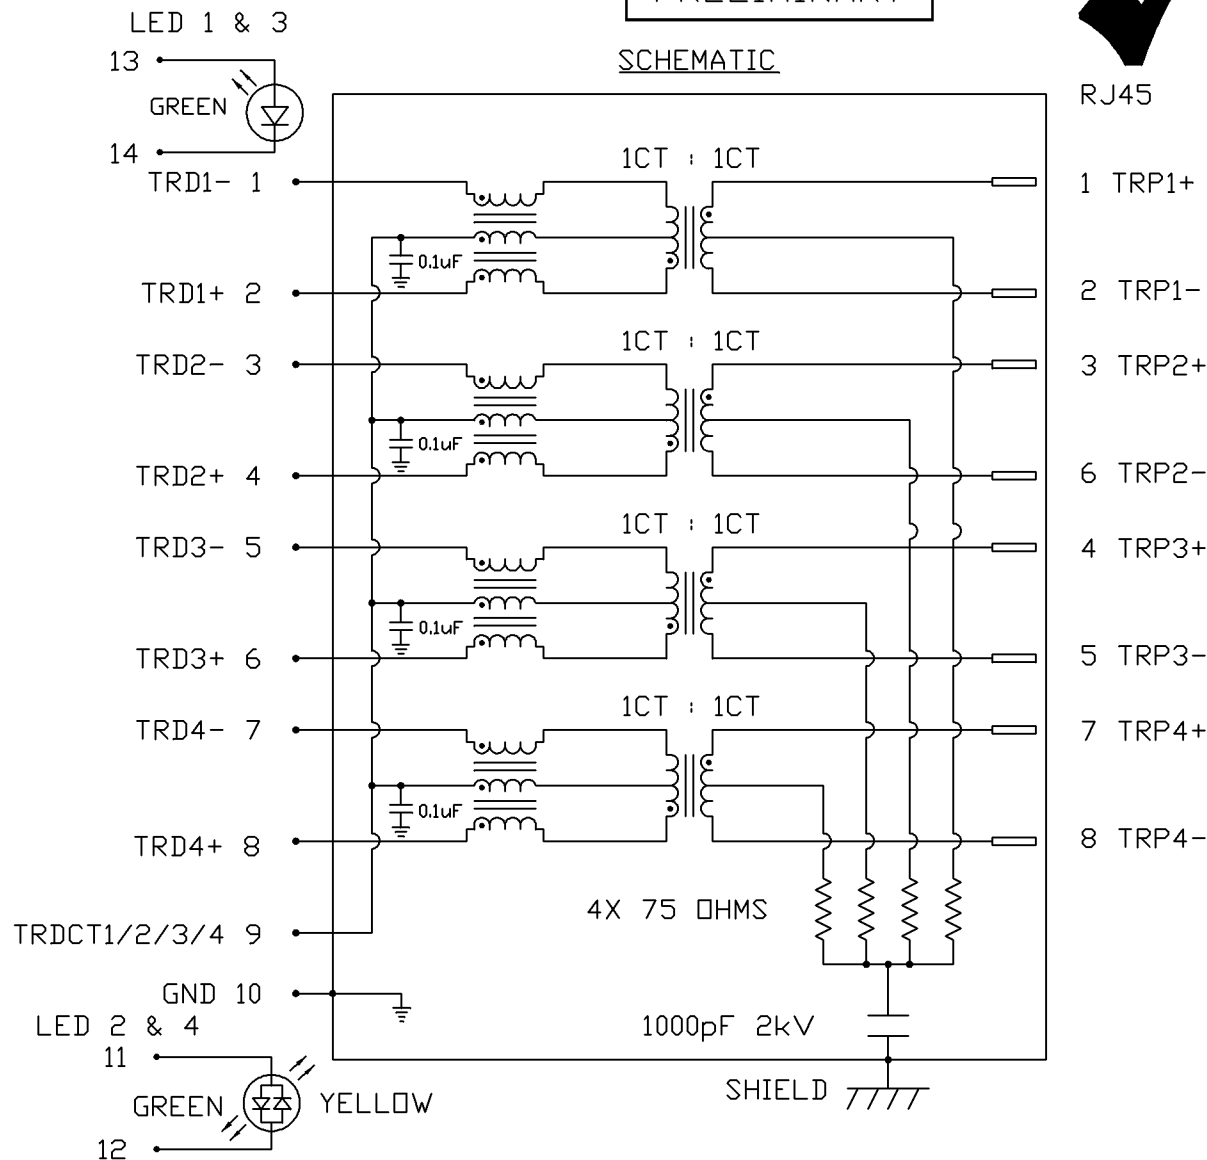 PRELIMINARY
LED 1 & 3
SCHEMATIC
13
RJ45
GREEN
14
1CT : 1CT
TRD1- 1
1 TRP1+
0.1uF
TRD1+ 2
2 TRP1-
1CT : 1CT
TRD2- 3
3 TRP2+
0.1uF
TRD2+ 4
6 TRP2-
1CT : 1CT
TRD3- 5
4 TRP3+
0.1uF
TRD3+ 6
5 TRP3-
1CT : 1CT
TRD4- 7
7 TRP4+
0.1uF
TRD4+ 8
8 TRP4-
4X 75 OHMS
TRDCT1/2/3/4 9
GND 10
LED 2 & 4
1000pF 2kV
11
SHIELD
GREEN
YELLOW
12